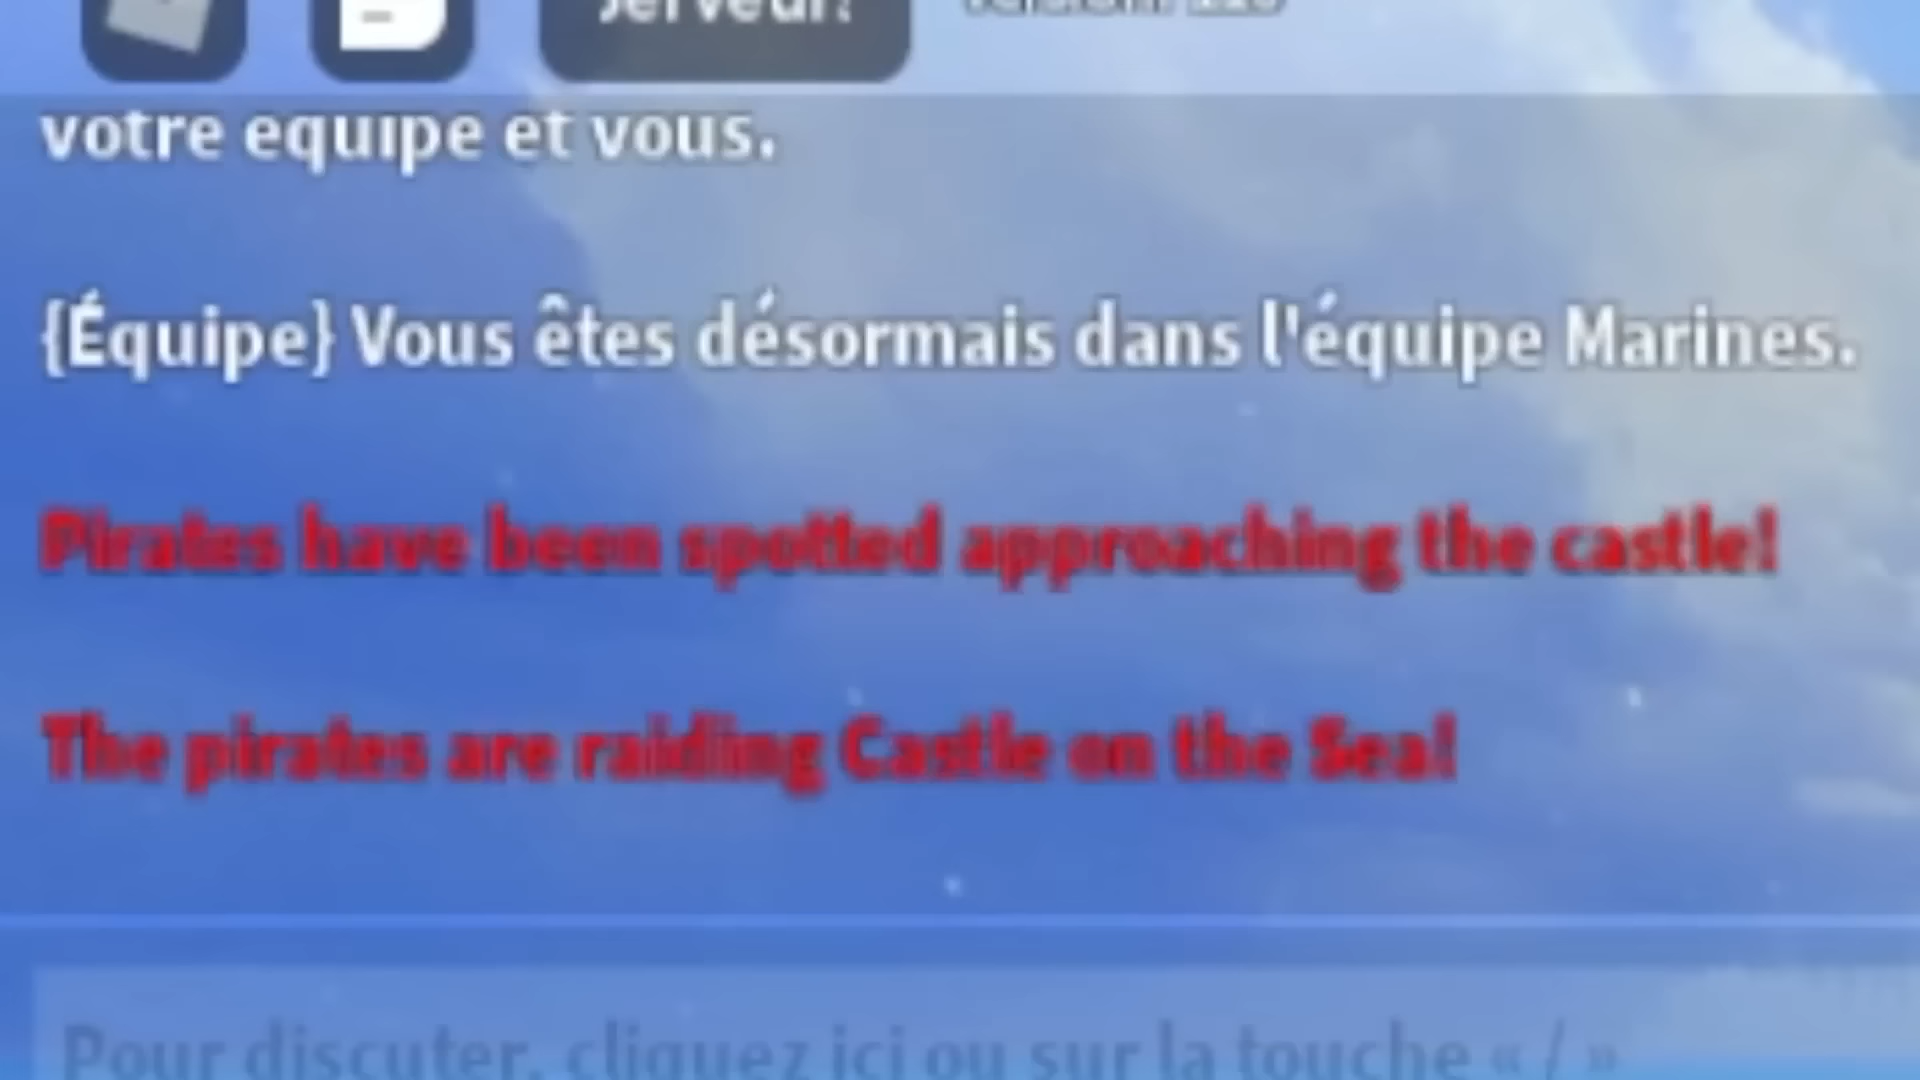 votre équipe et vous.
{Équipe} Vous êtes désormais dans l'équipe Marines.
Pirates have been spotted approaching the castle!
The pirates are raiding Castle on the Sea!
Pour discuter, cliquez ici ou sur la touche « / »